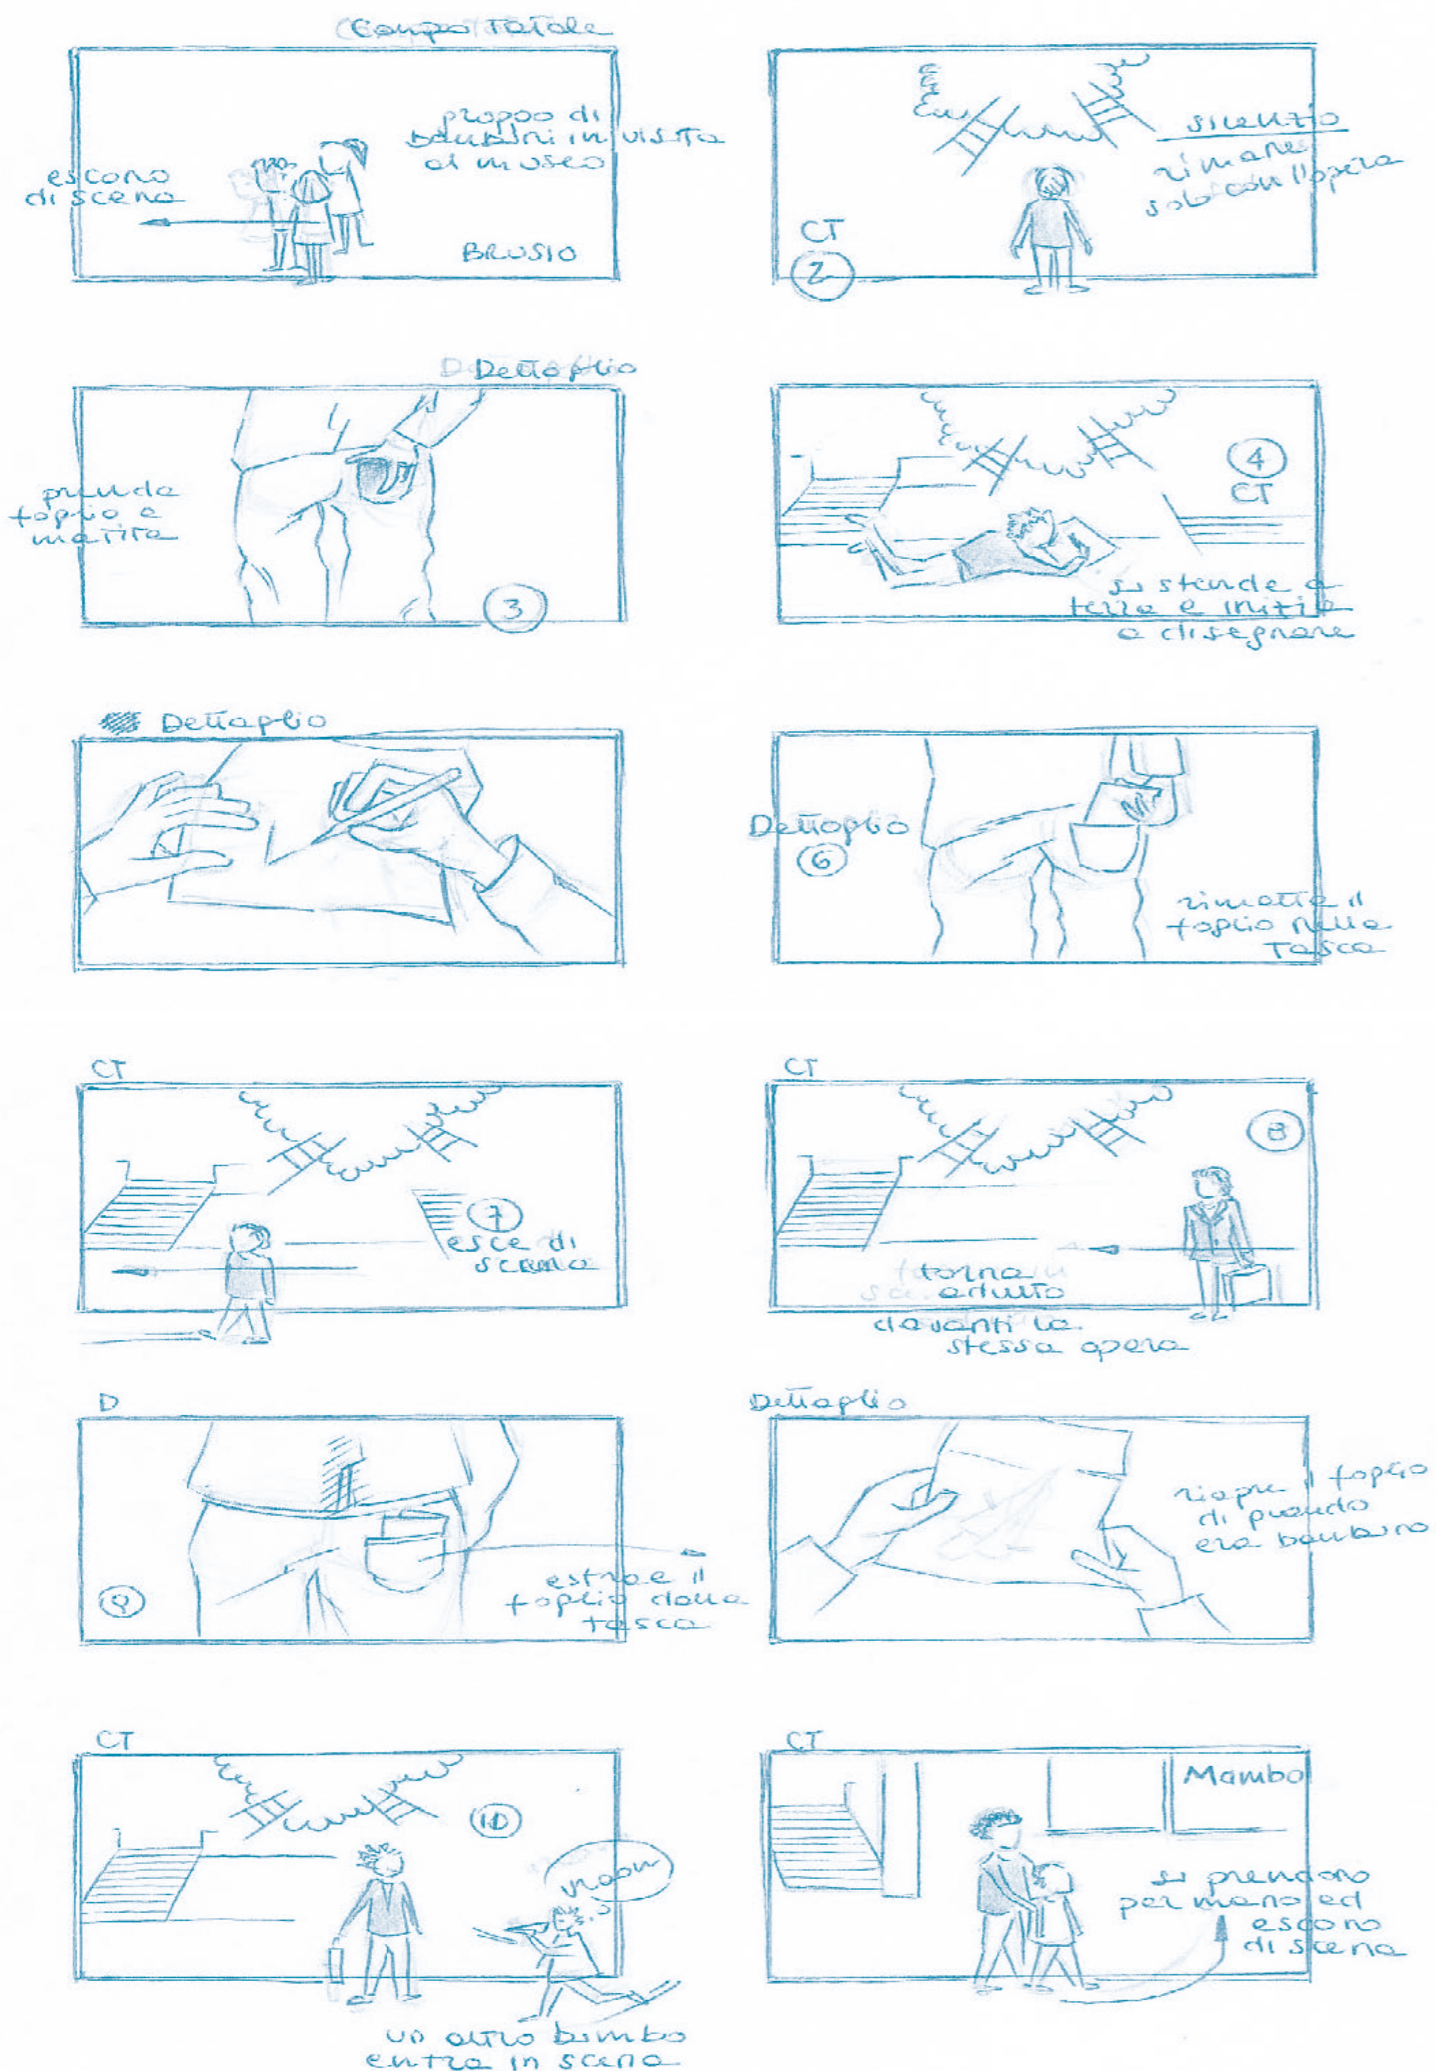 Campo Totale
gruppo di
bambini in visita
al museo
escono
di scena
BRUSIO
silenzio
rimane
solo con l'opera
CT
2
Dettaglio
prende
foglio e
matita
3
4
CT
si stende a
terra e inizia
a disegnare
Dettaglio
Dettaglio
6
rimette il
foglio nella
tasca
CT
7
esce di
scena
CT
8
torna
adulto
davanti la
stessa opera
D
9
estrae il
foglio dalla
tasca
Dettaglio
riapre il foglio
di quando
era bambino
CT
10
un altro bimbo
entra in scena
CT
Mambo
si prendono
per mano ed
escono
di scena